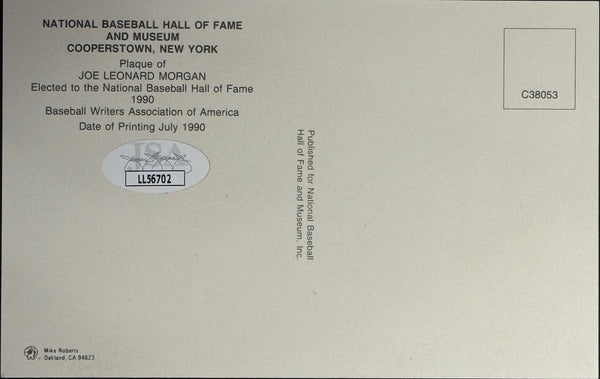 NATIONAL BASEBALL HALL OF FAME
AND MUSEUM
COOPERSTOWN, NEW YORK
Plaque of
JOE LEONARD MORGAN
Elected to the National Baseball Hall of Fame
1990
Baseball Writers Association of America
Date of Printing July 1990
JSA
LL56702
C38053
Published for National Baseball
Hall of Fame and Museum, Inc.
Mike Roberts
Oakland, CA 94623